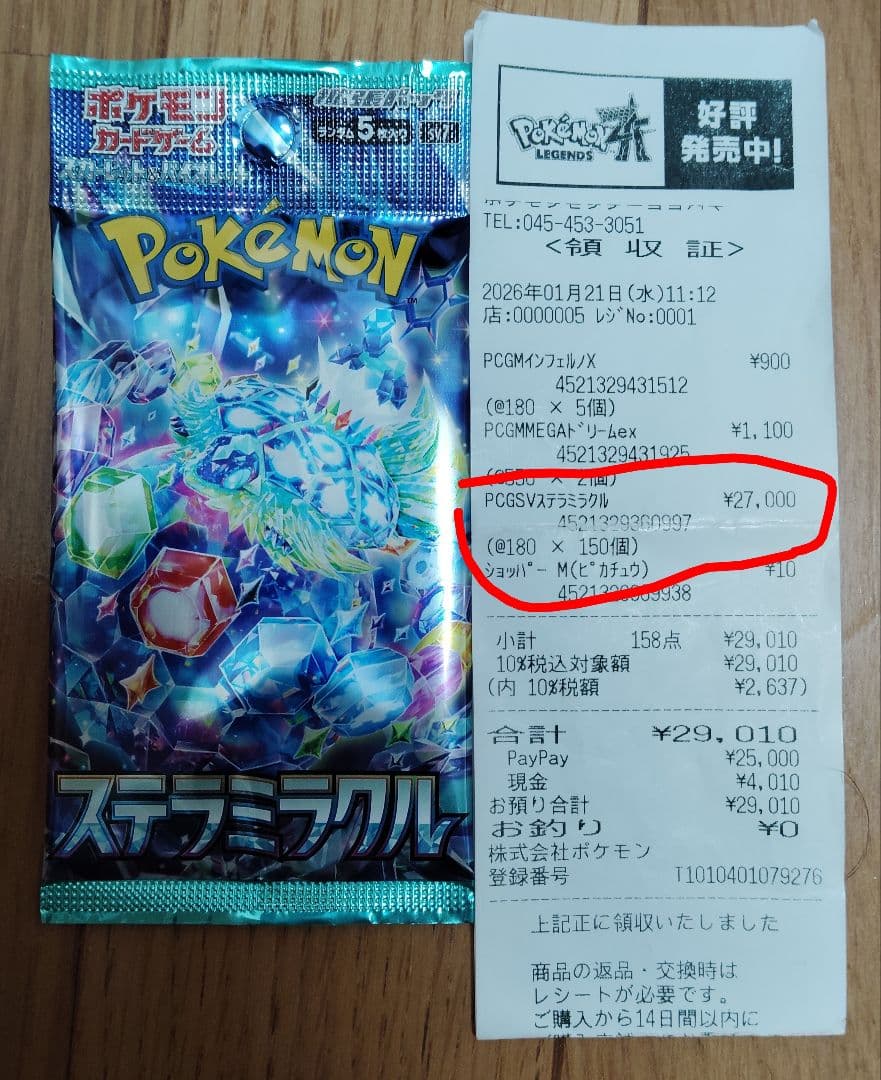 ポケモン
カードゲーム
スカーレット&バイオレット
拡張パック
ランダム5枚入り
SV7
POKéMON
TM
ステラミラクル
POKéMON
LEGENDS
ZA
好評
発売中!
TEL:045-453-3051
<領 収 証>
2026年01月21日(水)11:12
店:0000005 ﾚｼﾞNo:0001
PCGMインフェルノX ¥900
4521329431512
(@180 × 5個)
PCGMMEGAﾄﾞﾘｰﾑex ¥1,100
4521329431925
(@550 × 2個)
PCGSVｽﾃﾗﾐﾗｸﾙ ¥27,000
4521329360997
(@180 × 150個)
ｼｮｯﾊﾟｰ M(ﾋﾟｶﾁｭｳ) ¥10
小計 158点 ¥29,010
10%税込対象額 ¥29,010
(内 10%税額 ¥2,637)
合計 ¥29,010
PayPay ¥25,000
現金 ¥4,010
お預り合計 ¥29,010
お釣り ¥0
株式会社ポケモン
登録番号 T1010401079276
上記正に領収いたしました
商品の返品・交換時は
レシートが必要です。
ご購入から14日間以内に